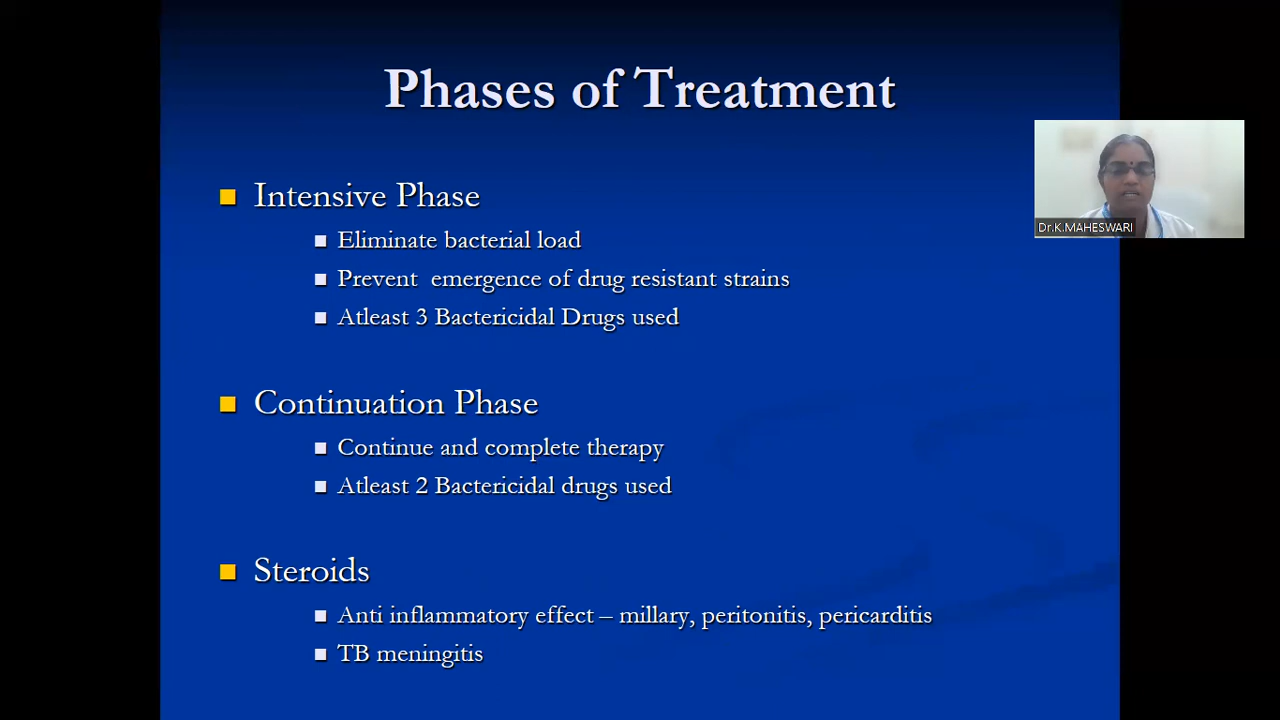 Phases of Treatment
Intensive Phase
Eliminate bacterial load
Prevent emergence of drug resistant strains
Atleast 3 Bactericidal Drugs used
Continuation Phase
Continue and complete therapy
Atleast 2 Bactericidal drugs used
Steroids
Anti inflammatory effect – millary, peritonitis, pericarditis
TB meningitis
Dr.K.MAHESWARI